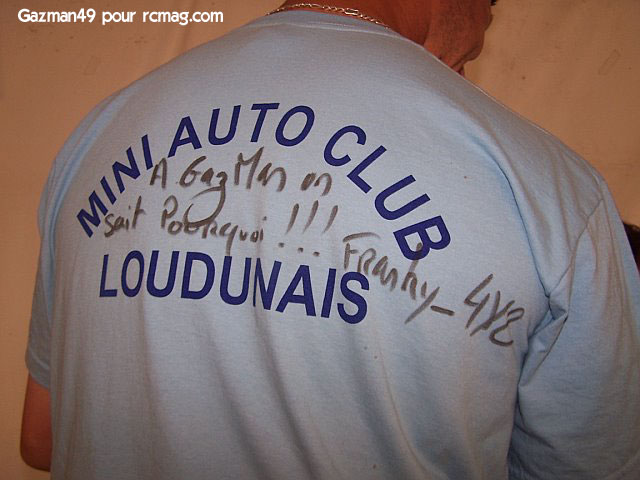 Gazman49 pour rcmag.com
MINI AUTO CLUB
A GazMan on
sait Pourquoi !!!
Franky_4X2
LOUDUNAIS